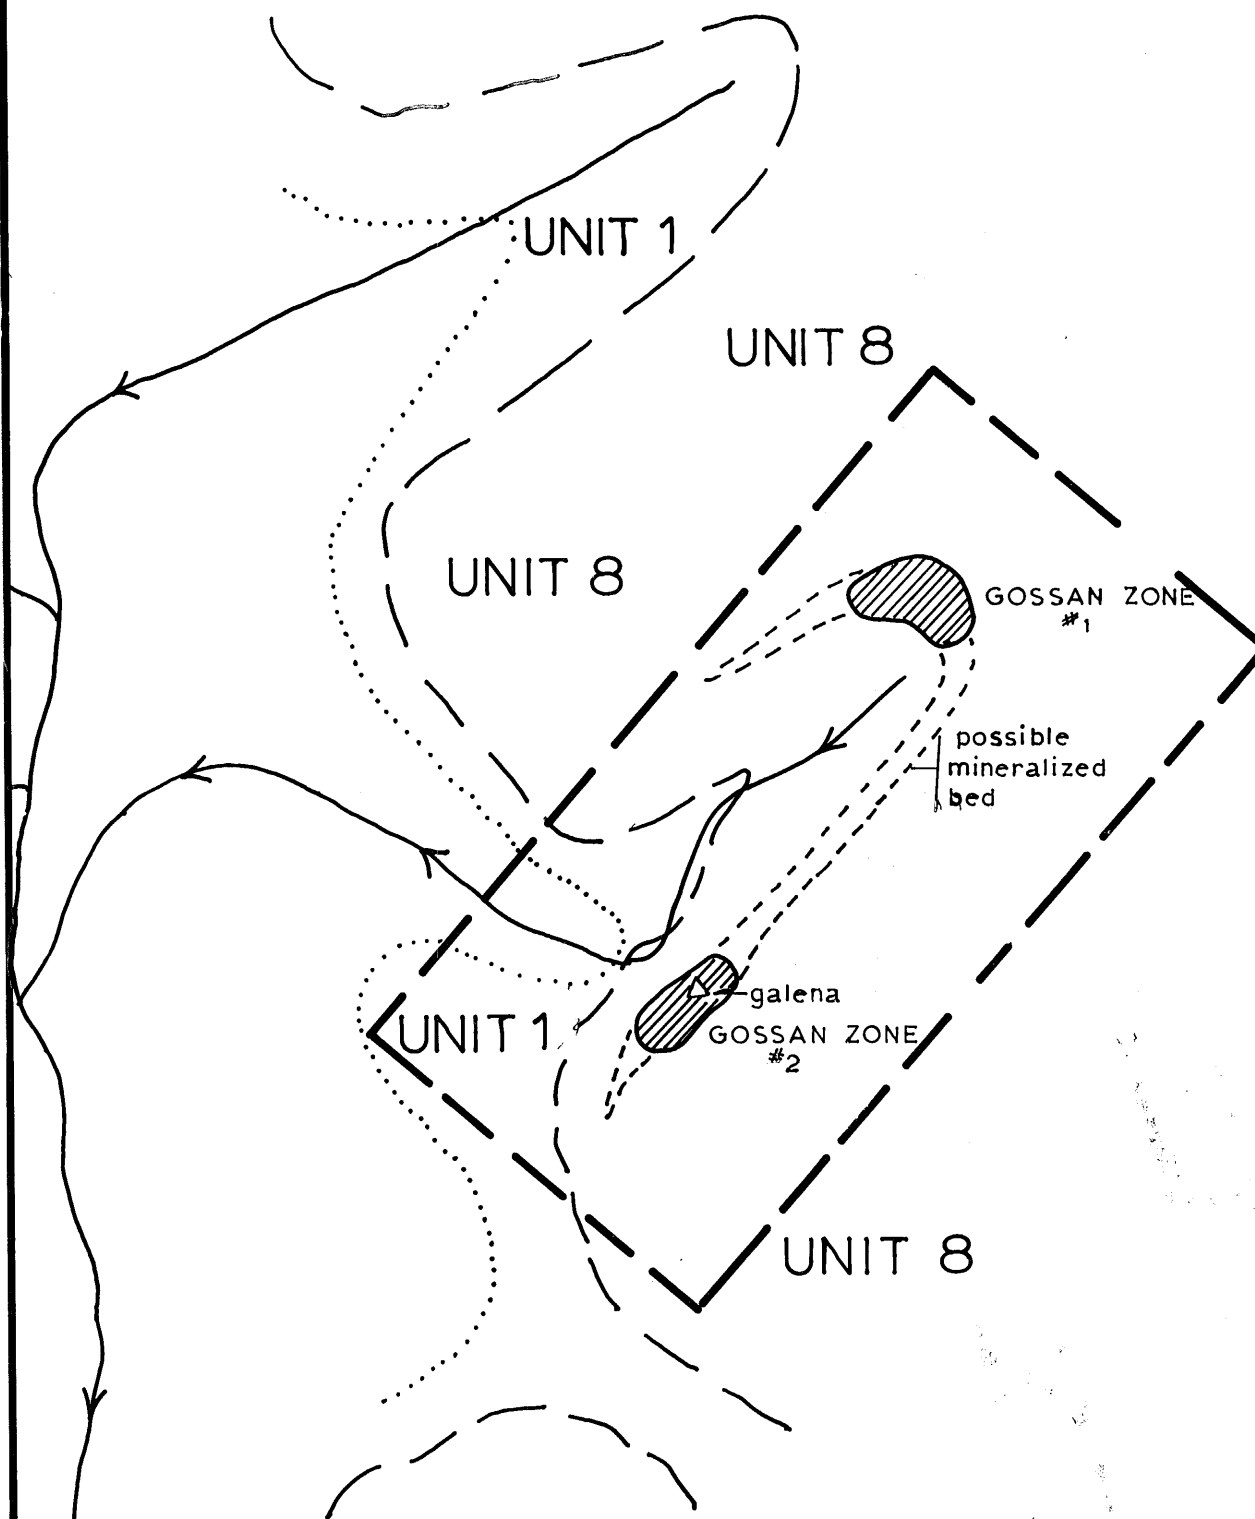 UNIT 1
UNIT 8
UNIT 8
GOSSAN ZONE
#1
possible
mineralized
bed
galena
UNIT 1
GOSSAN ZONE
#2
UNIT 8